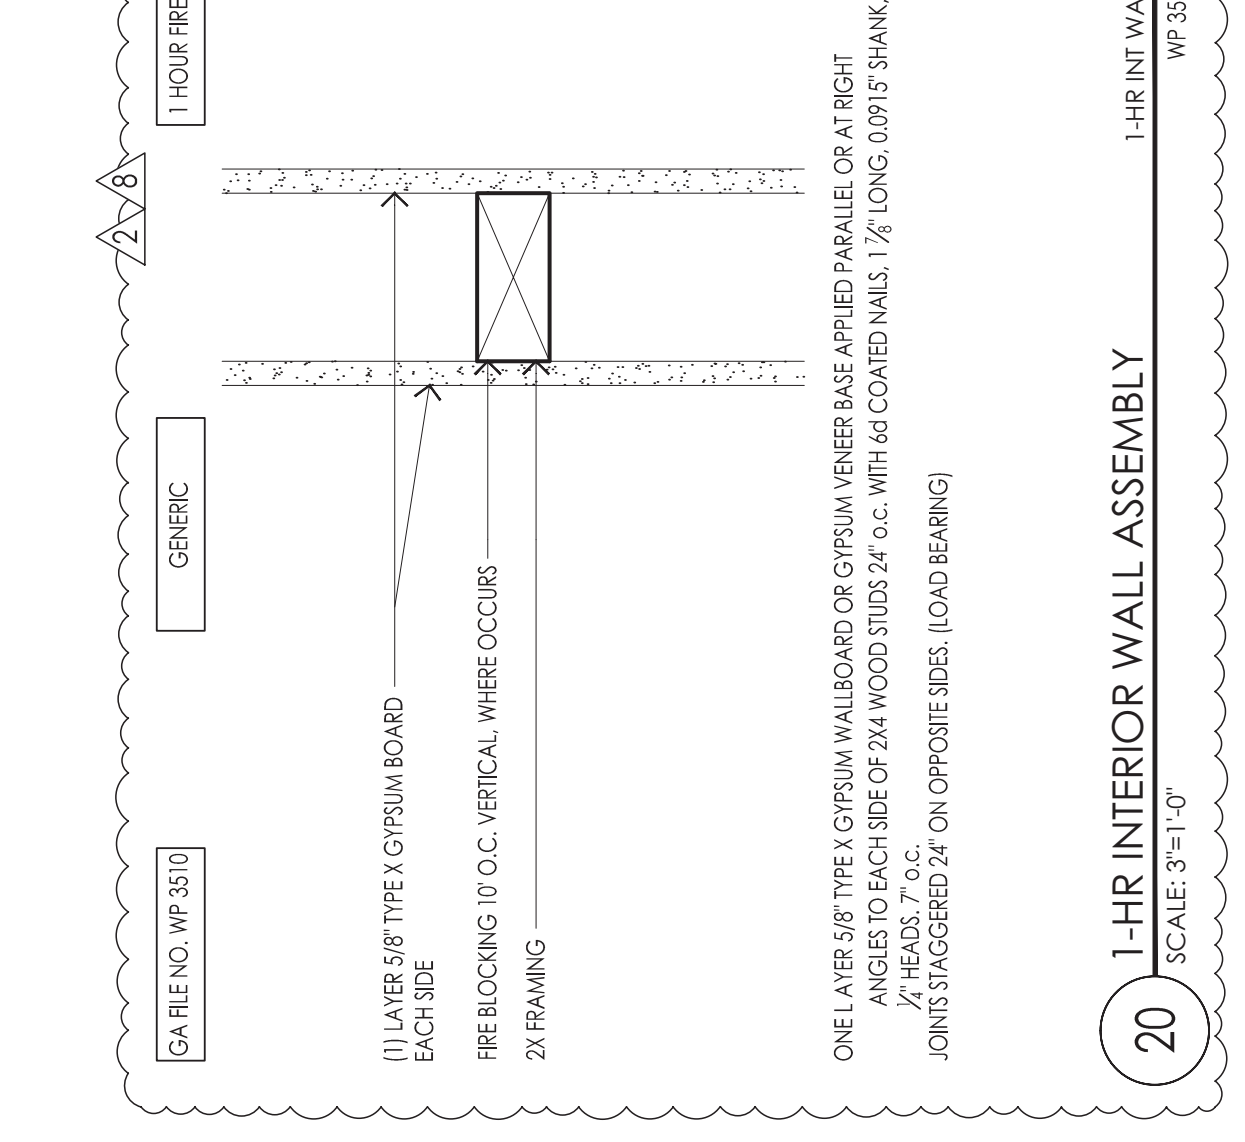 GA FILE NO. WP 3510
GENERIC
1 HOUR FIRE
2
8
(1) LAYER 5/8" TYPE X GYPSUM BOARD
EACH SIDE
FIRE BLOCKING 10' O.C. VERTICAL, WHERE OCCURS
2X FRAMING
ONE L AYER 5/8" TYPE X GYPSUM WALLBOARD OR GYPSUM VENEER BASE APPLIED PARALLEL OR AT RIGHT
ANGLES TO EACH SIDE OF 2X4 WOOD STUDS 24" o.c. WITH 6d COATED NAILS, 1 7/8" LONG, 0.0915" SHANK,
1/4" HEADS. 7" o.c.
JOINTS STAGGERED 24" ON OPPOSITE SIDES. (LOAD BEARING)
20
1-HR INTERIOR WALL ASSEMBLY
1-HR INT WA
SCALE: 3"=1'-0"
WP 35